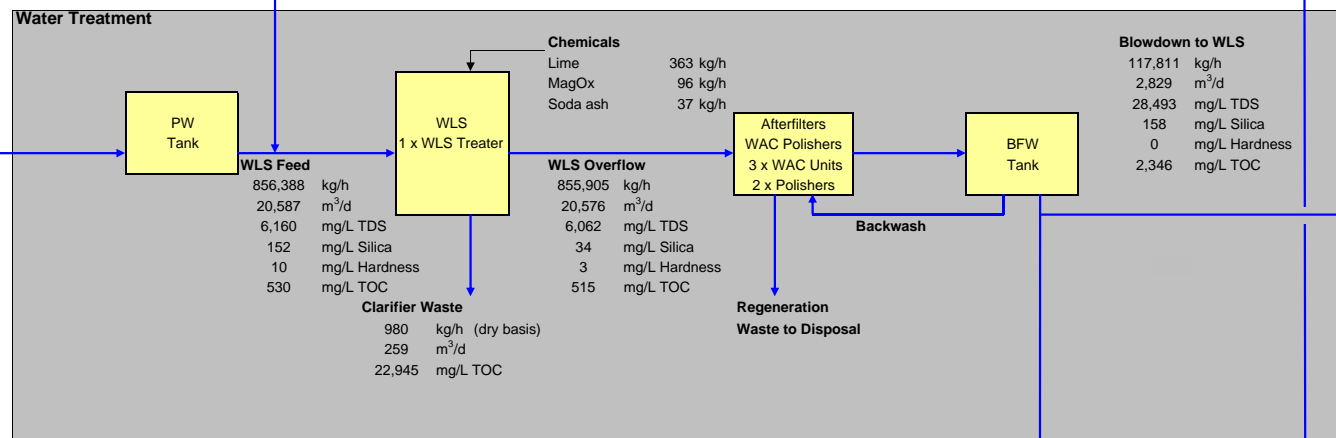 Water Treatment
PW
Tank
WLS Feed
856,388 kg/h
20,587 m³/d
6,160 mg/L TDS
152 mg/L Silica
10 mg/L Hardness
530 mg/L TOC
WLS
1 x WLS Treater
Chemicals
Lime 363 kg/h
MagOx 96 kg/h
Soda ash 37 kg/h
Clarifier Waste
980 kg/h (dry basis)
259 m³/d
22,945 mg/L TOC
WLS Overflow
855,905 kg/h
20,576 m³/d
6,062 mg/L TDS
34 mg/L Silica
3 mg/L Hardness
515 mg/L TOC
Afterfilters
WAC Polishers
3 x WAC Units
2 x Polishers
Regeneration
Waste to Disposal
Backwash
BFW
Tank
Blowdown to WLS
117,811 kg/h
2,829 m³/d
28,493 mg/L TDS
158 mg/L Silica
0 mg/L Hardness
2,346 mg/L TOC